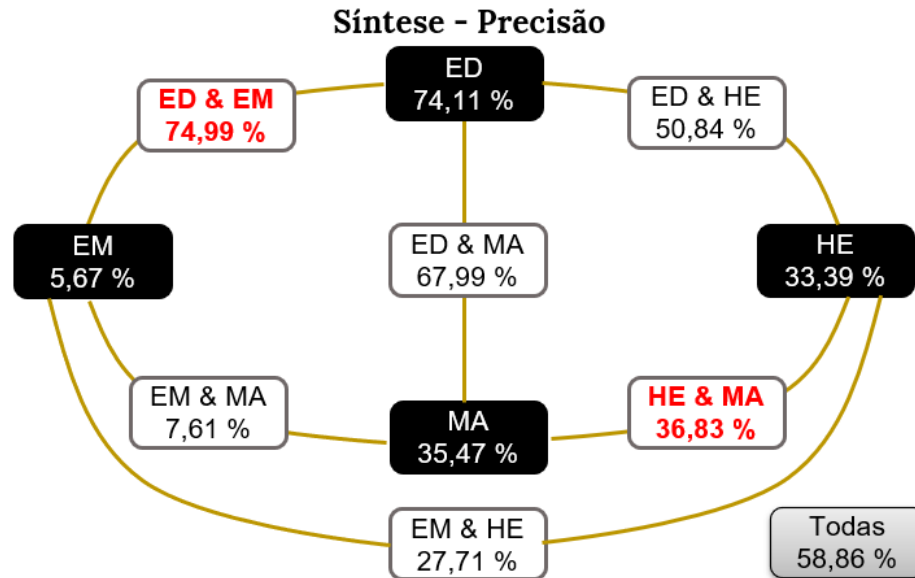 Síntese - Precisão
ED
74,11 %
ED & EM
74,99 %
ED & HE
50,84 %
EM
5,67 %
ED & MA
67,99 %
HE
33,39 %
EM & MA
7,61 %
MA
35,47 %
HE & MA
36,83 %
EM & HE
27,71 %
Todas
58,86 %